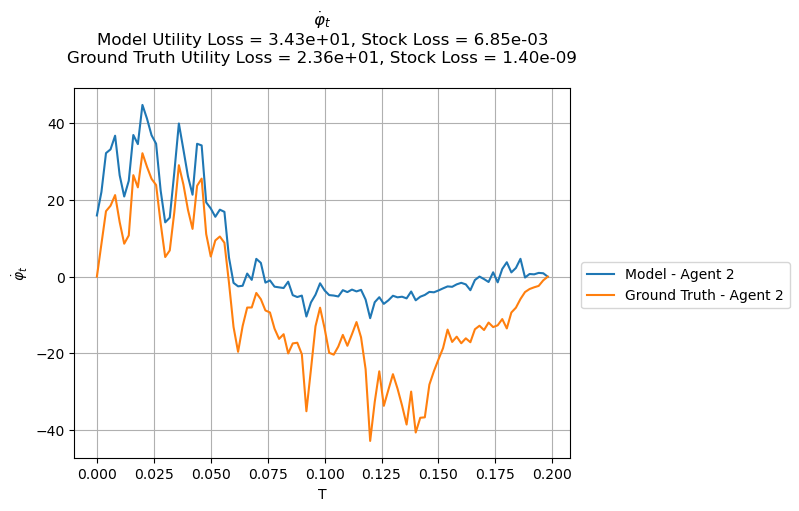 φ̇ₜ
Model Utility Loss = 3.43e+01, Stock Loss = 6.85e-03
Ground Truth Utility Loss = 2.36e+01, Stock Loss = 1.40e-09
φ̇ₜ
40
20
0
−20
−40
0.000 0.025 0.050 0.075 0.100 0.125 0.150 0.175 0.200
T
Model - Agent 2
Ground Truth - Agent 2